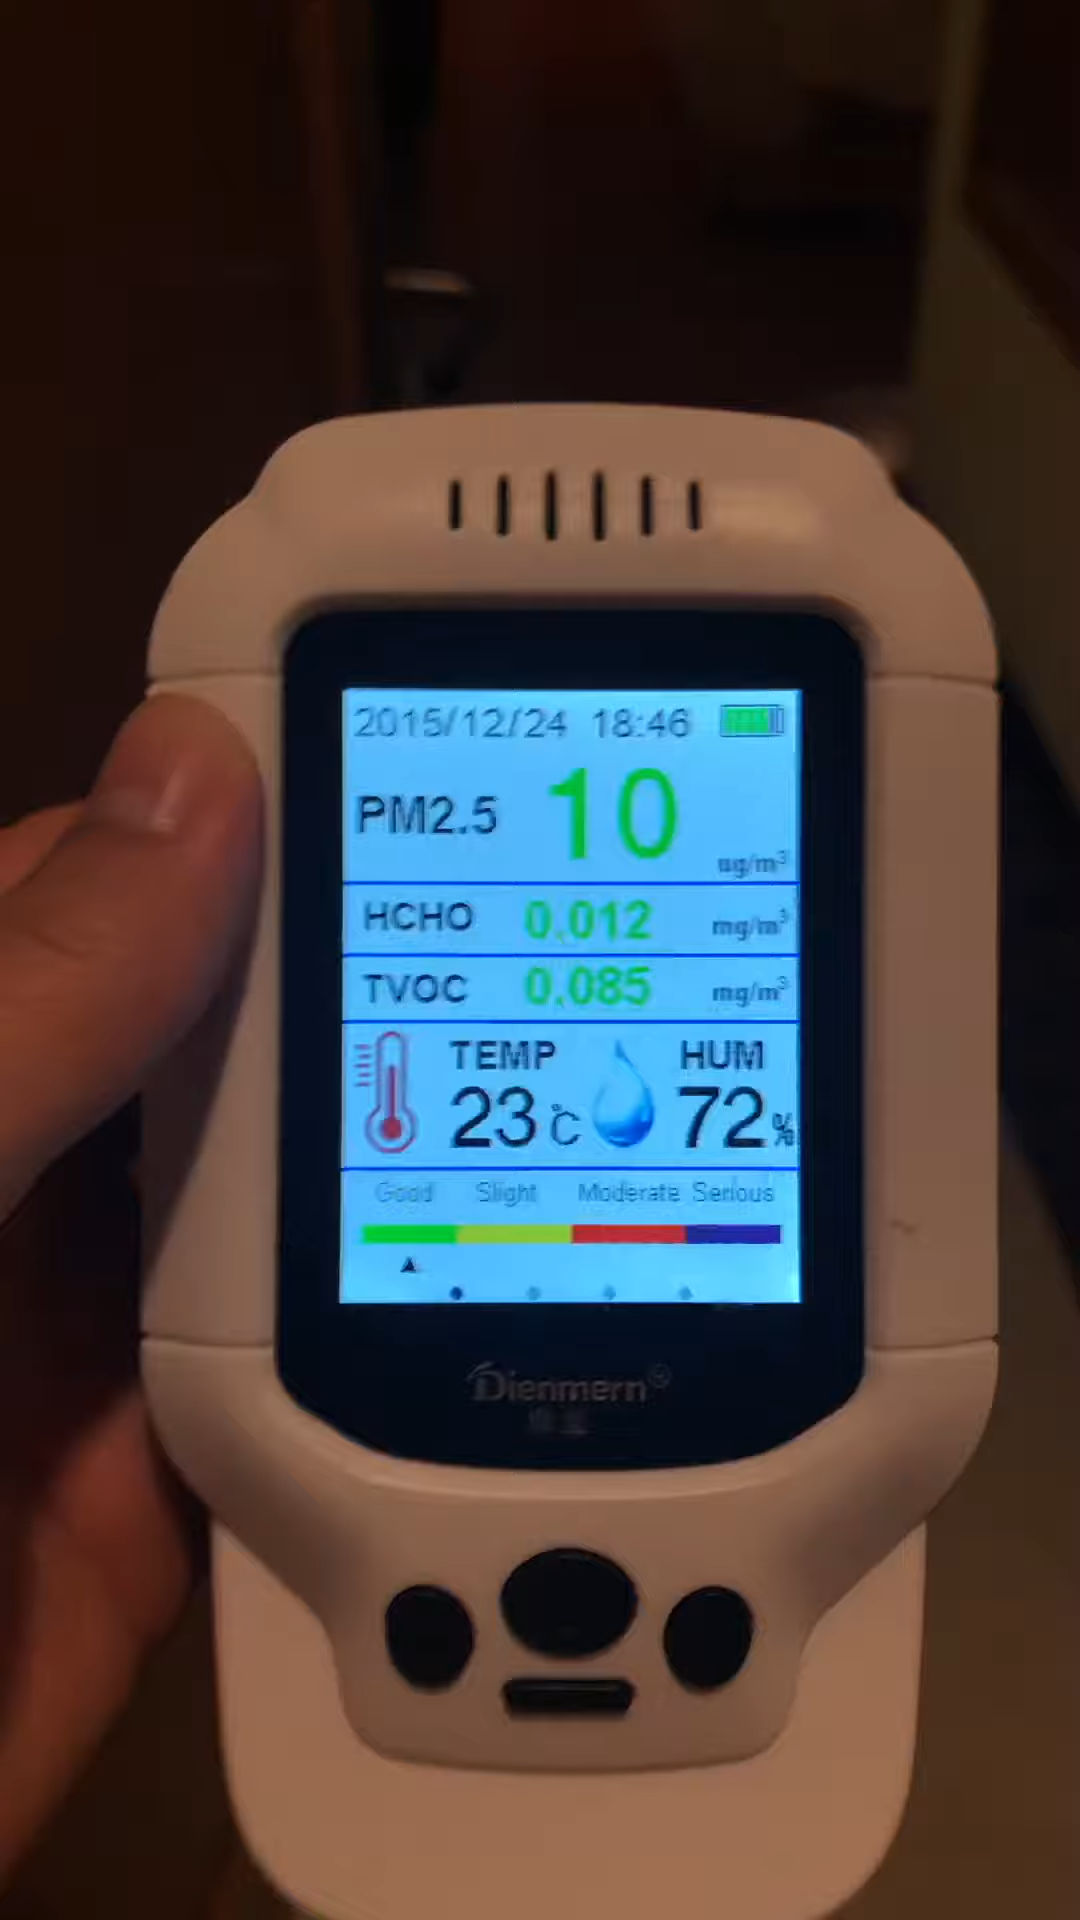 2015/12/24 18:46
PM2.5 10 ug/m³
HCHO 0.012 mg/m³
TVOC 0.085 mg/m³
TEMP HUM
23 °C 72 %
Good Slight Moderate Serious
Dienmern®